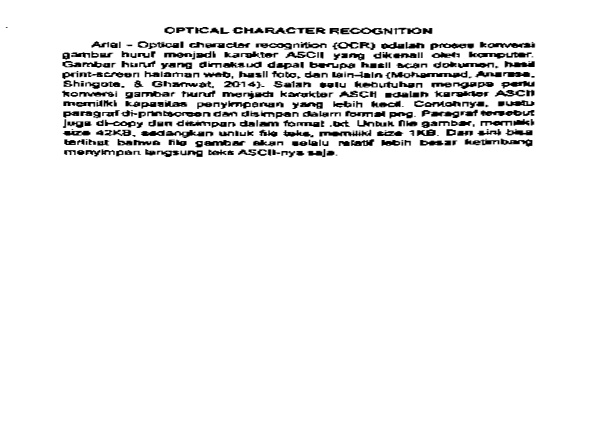 OPTICAL CHARACTER RECOGNITION
Arial - Optical character recognition (OCR) adalah proses konversi
gambar huruf menjadi karakter ASCII yang dikenali oleh komputer.
Gambar huruf yang dimaksud dapat berupa hasil scan dokumen, hasil
print-screen halaman web, hasil foto, dan lain-lain (Mohammad, Anarase,
Shingote, & Ghanwat, 2014). Salah satu kebutuhan mengapa perlu
konversi gambar huruf menjadi karakter ASCII adalah karakter ASCII
memiliki kapasitas penyimpanan yang lebih kecil. Contohnya, suatu
paragraf di-printscreen dan disimpan dalam format png. Paragraf tersebut
juga di-copy dan disimpan dalam format .txt. Untuk file gambar, memiliki
size 42KB, sedangkan untuk file teks, memiliki size 1KB. Dari sini bisa
terlihat bahwa file gambar akan selalu relatif lebih besar ketimbang
menyimpan langsung teks ASCII-nya saja.